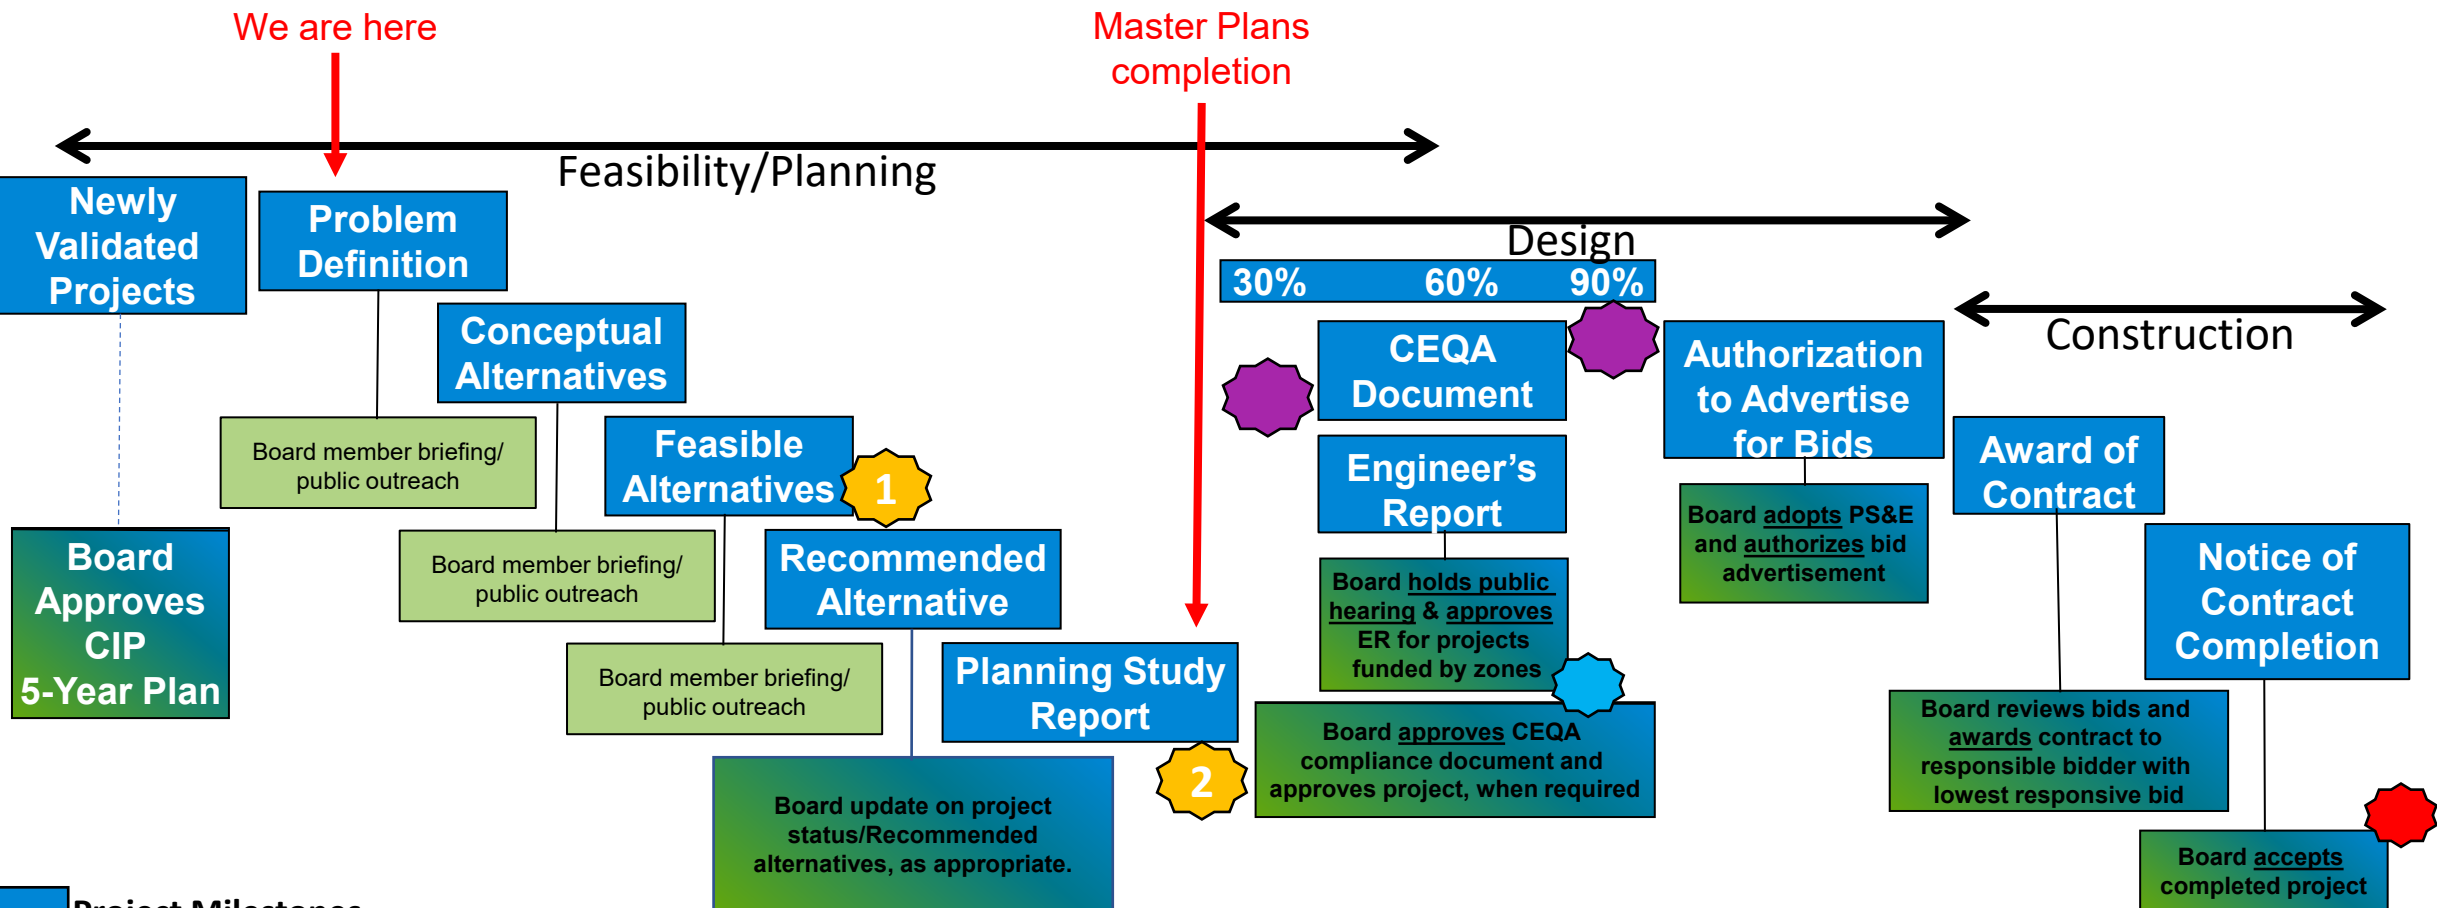 We are here
Master Plans
completion
Feasibility/Planning
Newly
Validated
Projects
Problem
Definition
Design
30% 60% 90%
Conceptual
Alternatives
CEQA
Document
Authorization
to Advertise
for Bids
Construction
Board member briefing/
public outreach
Feasible
Alternatives
1
Engineer's
Report
Award of
Contract
Board
Approves
CIP
5-Year Plan
Board member briefing/
public outreach
Recommended
Alternative
Board holds public
hearing & approves
ER for projects
funded by zones
Board adopts PS&E
and authorizes bid
advertisement
Notice of
Contract
Completion
Board member briefing/
public outreach
Planning Study
Report
2
Board approves CEQA
compliance document and
approves project, when required
Board reviews bids and
awards contract to
responsible bidder with
lowest responsive bid
Board update on project
status/Recommended
alternatives, as appropriate.
Board accepts
completed project
Project Milestones